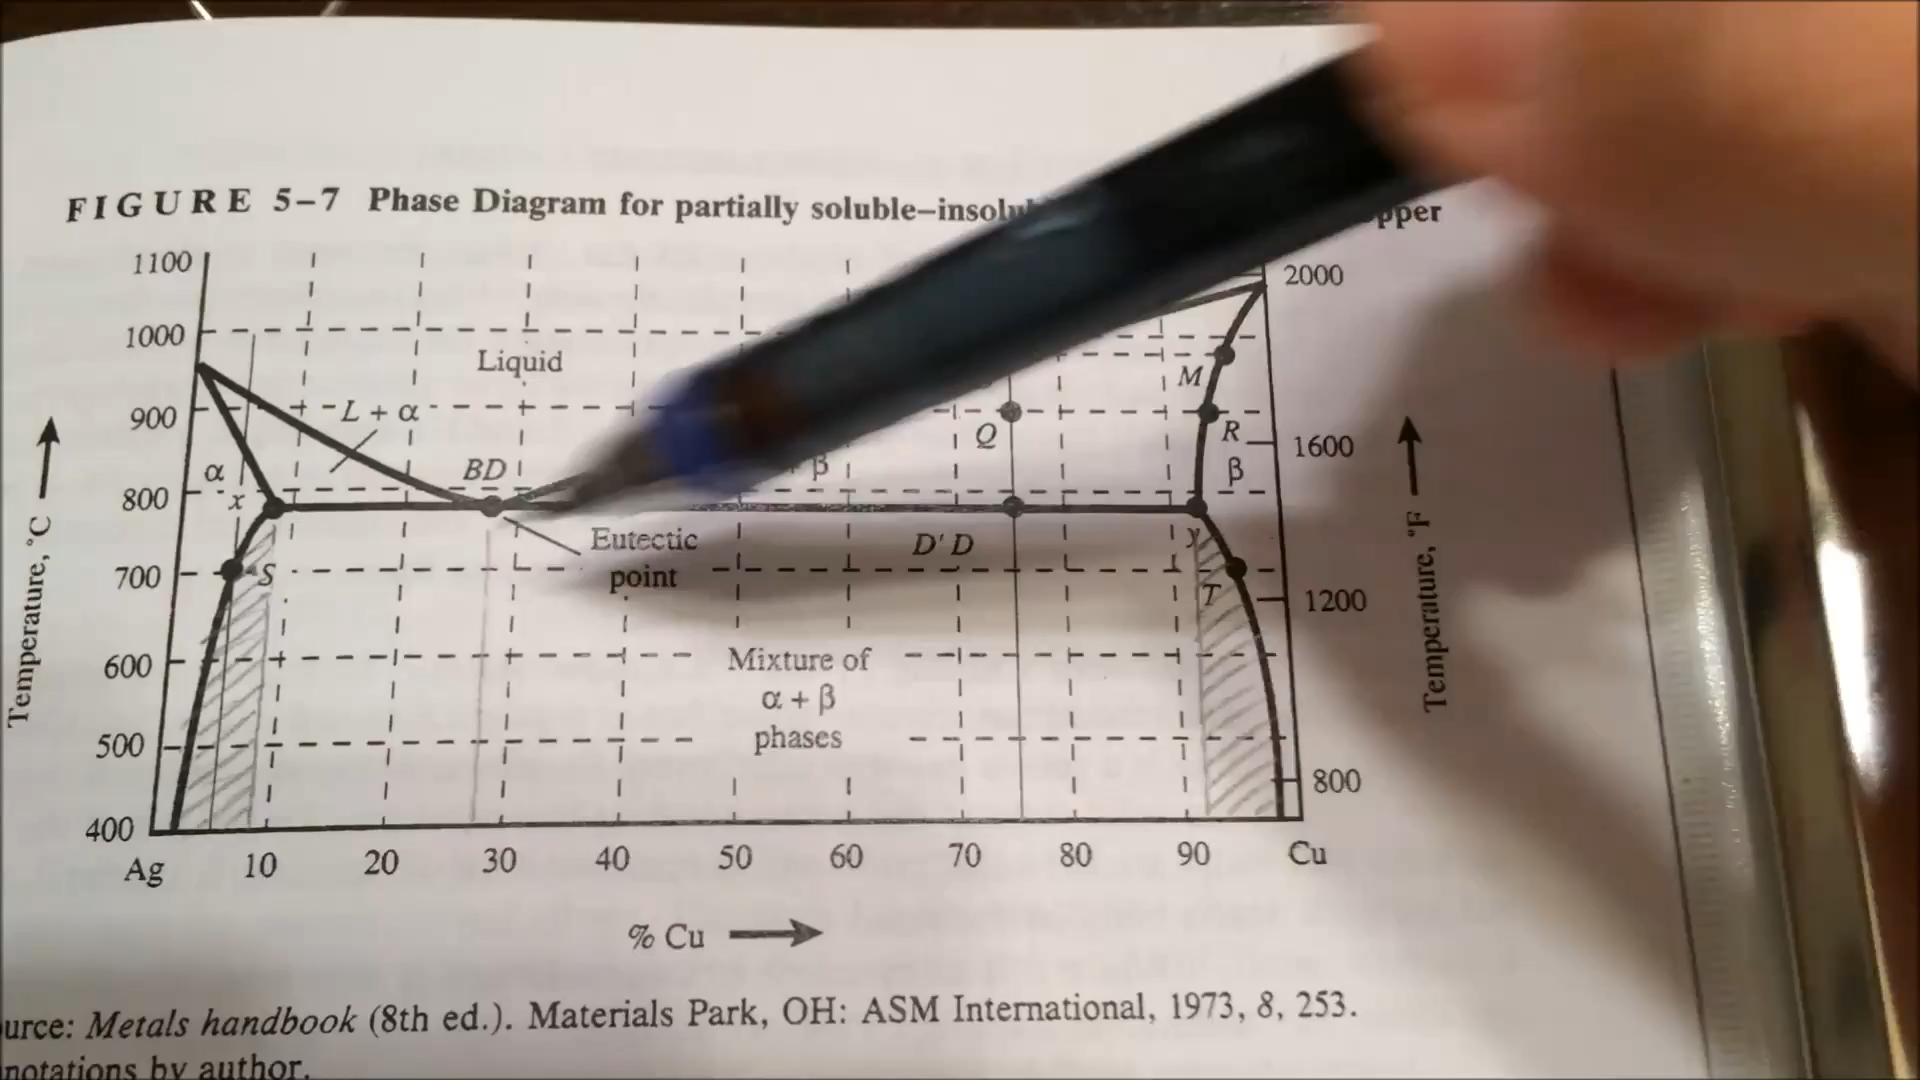 FIGURE 5–7 Phase Diagram for partially soluble–insolu
1100
2000
1000
Liquid
M
900
L + α
Q
R
1600
α
BD
β
β
800
x
Temperature, °C
Temperature, °F
Eutectic
point
D' D
y
700
S
T
1200
600
Mixture of
α + β
phases
500
800
400
Ag 10 20 30 40 50 60 70 80 90 Cu
% Cu
urce: Metals handbook (8th ed.). Materials Park, OH: ASM International, 1973, 8, 253.
notations by author.